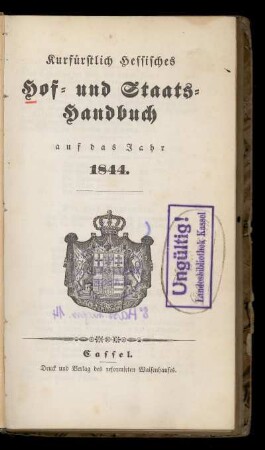 Kurfürstlich Hessisches
Hof- und Staats-
Handbuch
auf das Jahr
1844.
Ungültig!
Landesbibliothek Kassel
Cassel.
Druck und Verlag des reformirten Waisenhauses.